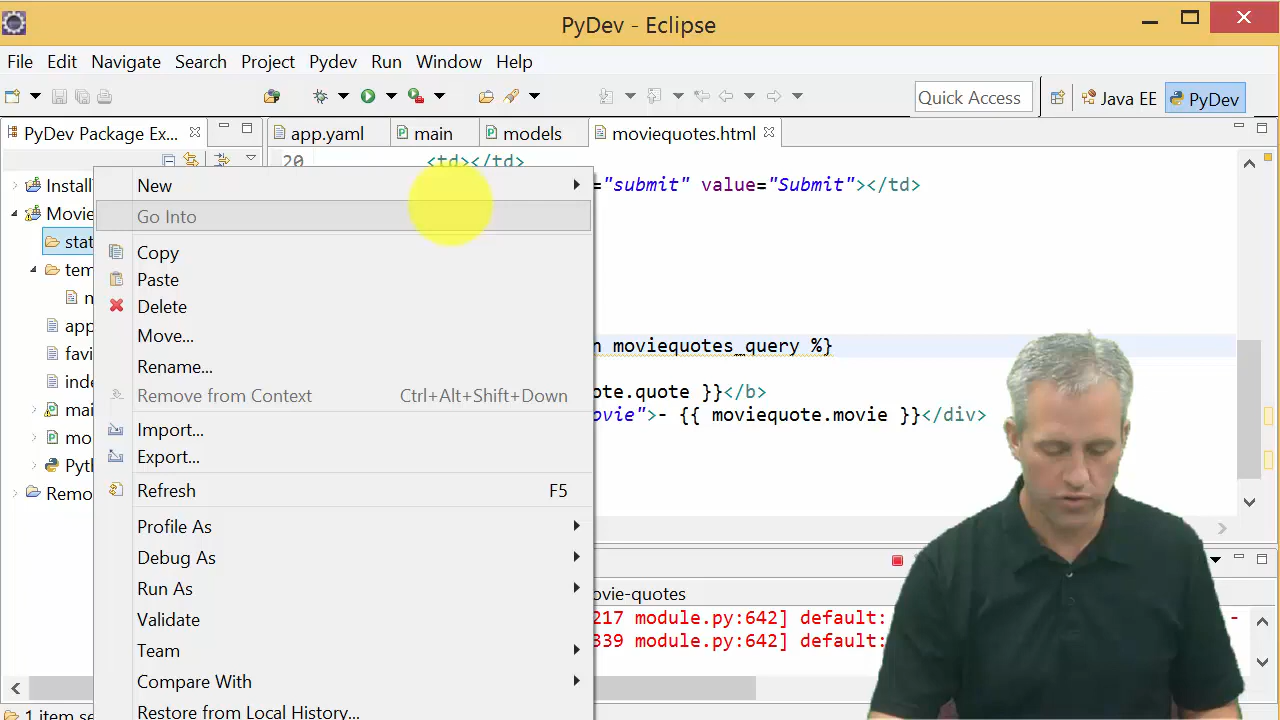 PyDev - Eclipse
File Edit Navigate Search Project Pydev Run Window Help
Quick Access
Java EE
PyDev
PyDev Package Ex...
app.yaml
main
models
moviequotes.html
20 <td></td>
="submit" value="Submit"></td>
moviequotes_query %}
ote.quote }}</b>
ovie">- {{ moviequote.movie }}</div>
Install
Movie
stat
tem
m
app
favi
inde
mai
mo
Pyth
Remo
New
Go Into
Copy
Paste
Delete
Move...
Rename...
Remove from Context Ctrl+Alt+Shift+Down
Import...
Export...
Refresh F5
Profile As
Debug As
Run As
Validate
Team
Compare With
Restore from Local History...
ovie-quotes
217 module.py:642] default: -
339 module.py:642] default:
1 item se